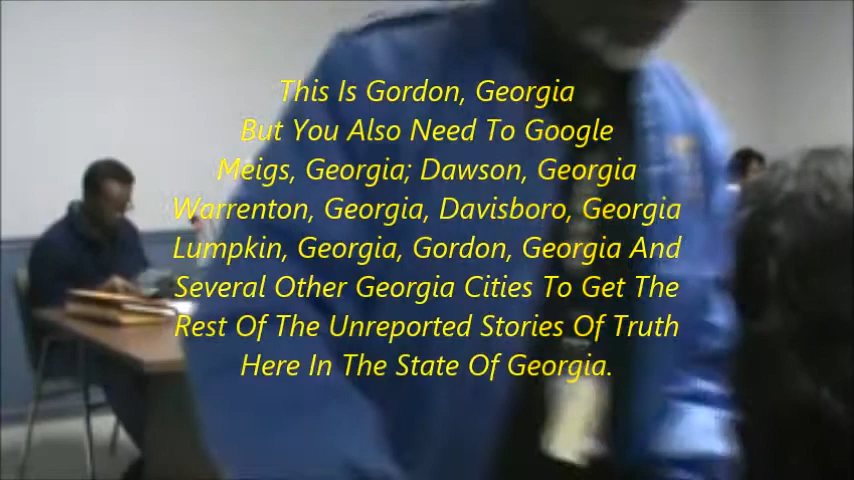 This Is Gordon, Georgia
But You Also Need To Google
Meigs, Georgia; Dawson, Georgia
Warrenton, Georgia, Davisboro, Georgia
Lumpkin, Georgia, Gordon, Georgia And
Several Other Georgia Cities To Get The
Rest Of The Unreported Stories Of Truth
Here In The State Of Georgia.